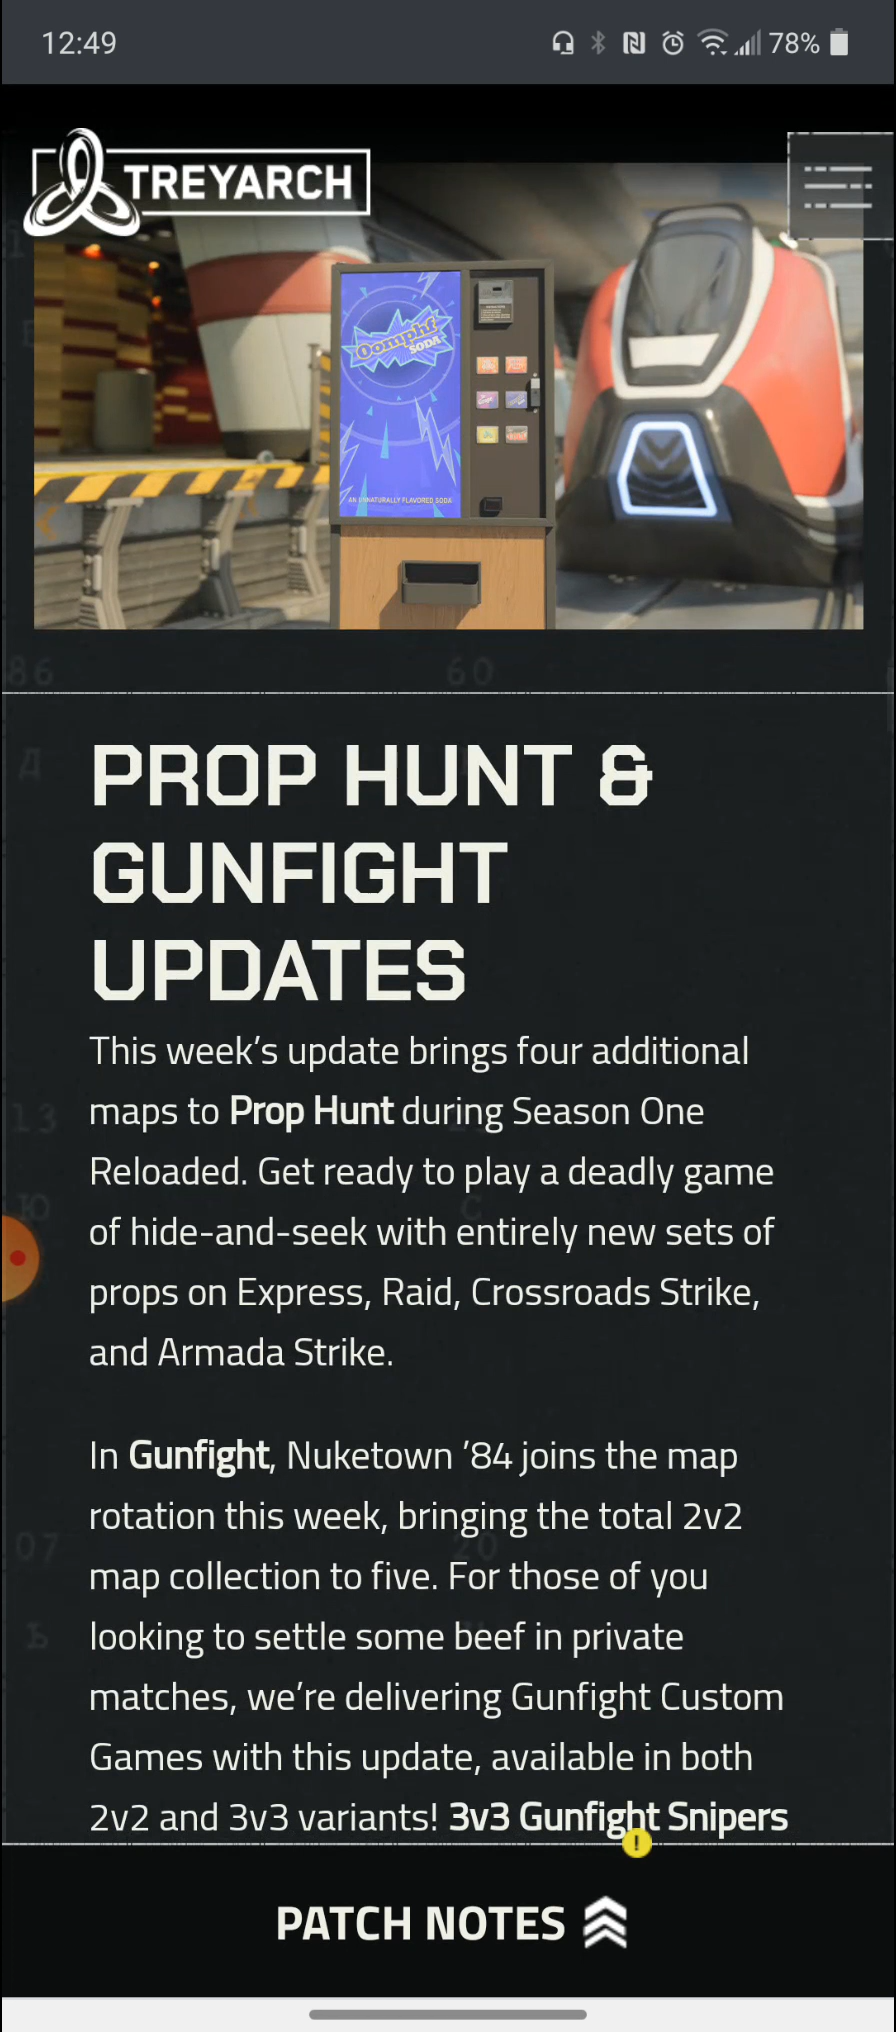 12:49
78%
TREYARCH
Oomph!
SODA
AN UNNATURALLY FLAVORED SODA
86
60
PROP HUNT &
GUNFIGHT
UPDATES
This week’s update brings four additional
maps to Prop Hunt during Season One
13
Reloaded. Get ready to play a deadly game
Ю
C
of hide-and-seek with entirely new sets of
props on Express, Raid, Crossroads Strike,
and Armada Strike.
In Gunfight, Nuketown ’84 joins the map
rotation this week, bringing the total 2v2
07
20
map collection to five. For those of you
looking to settle some beef in private
matches, we’re delivering Gunfight Custom
Games with this update, available in both
2v2 and 3v3 variants! 3v3 Gunfight Snipers
PATCH NOTES